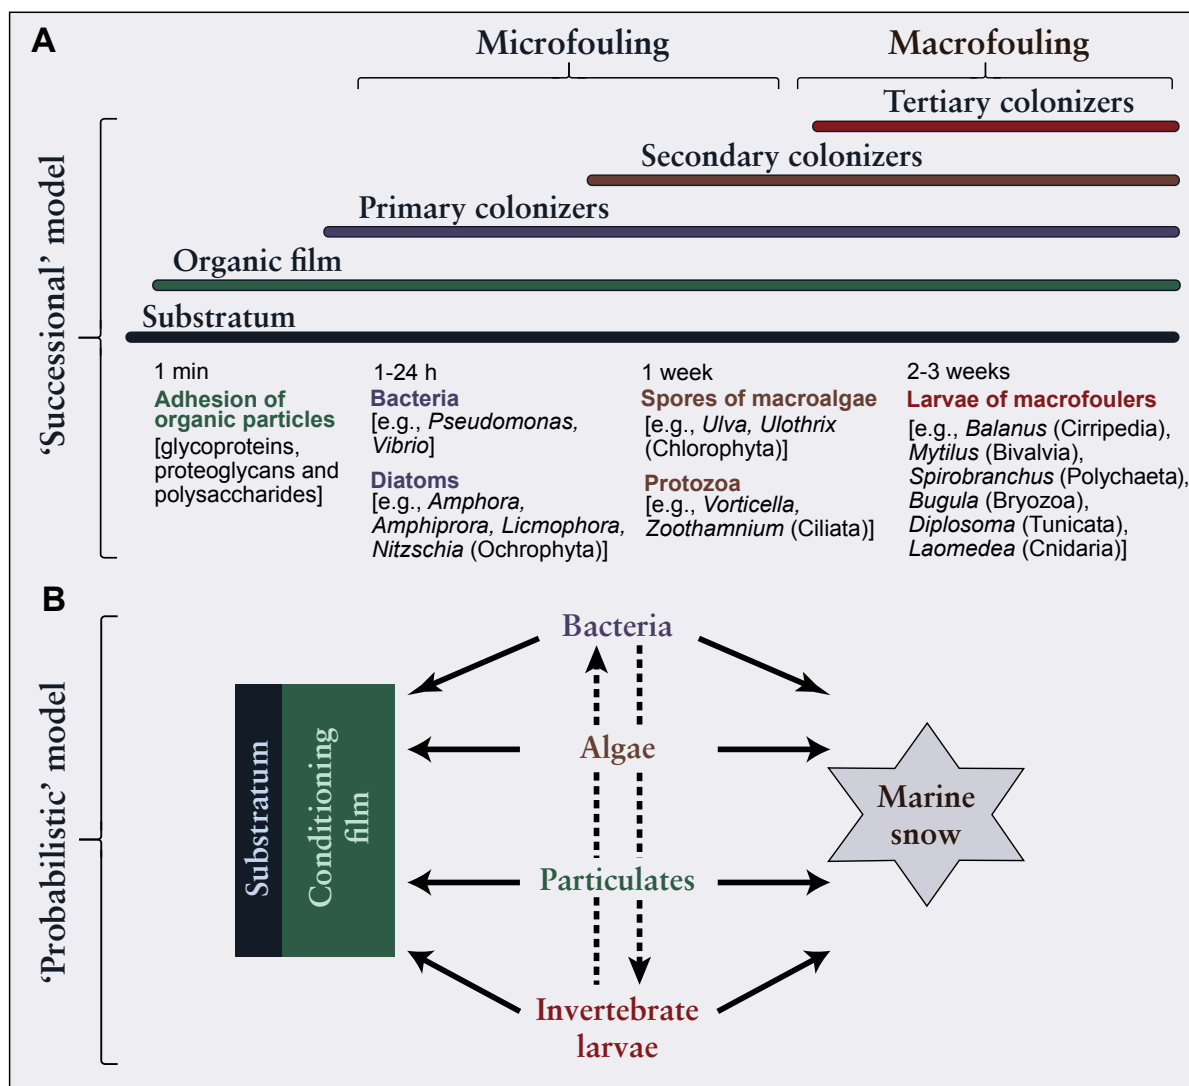 A
Microfouling
Macrofouling
Tertiary colonizers
Secondary colonizers
Primary colonizers
Organic film
Substratum
‘Successional’ model
1 min
Adhesion of
organic particles
[glycoproteins,
proteoglycans and
polysaccharides]
1-24 h
Bacteria
[e.g., Pseudomonas,
Vibrio]
Diatoms
[e.g., Amphora,
Amphiprora, Licmophora,
Nitzschia (Ochrophyta)]
1 week
Spores of macroalgae
[e.g., Ulva, Ulothrix
(Chlorophyta)]
Protozoa
[e.g., Vorticella,
Zoothamnium (Ciliata)]
2-3 weeks
Larvae of macrofoulers
[e.g., Balanus (Cirripedia),
Mytilus (Bivalvia),
Spirobranchus (Polychaeta),
Bugula (Bryozoa),
Diplosoma (Tunicata),
Laomedea (Cnidaria)]
B
‘Probabilistic’ model
Substratum
Conditioning
film
Bacteria
Algae
Particulates
Invertebrate
larvae
Marine
snow